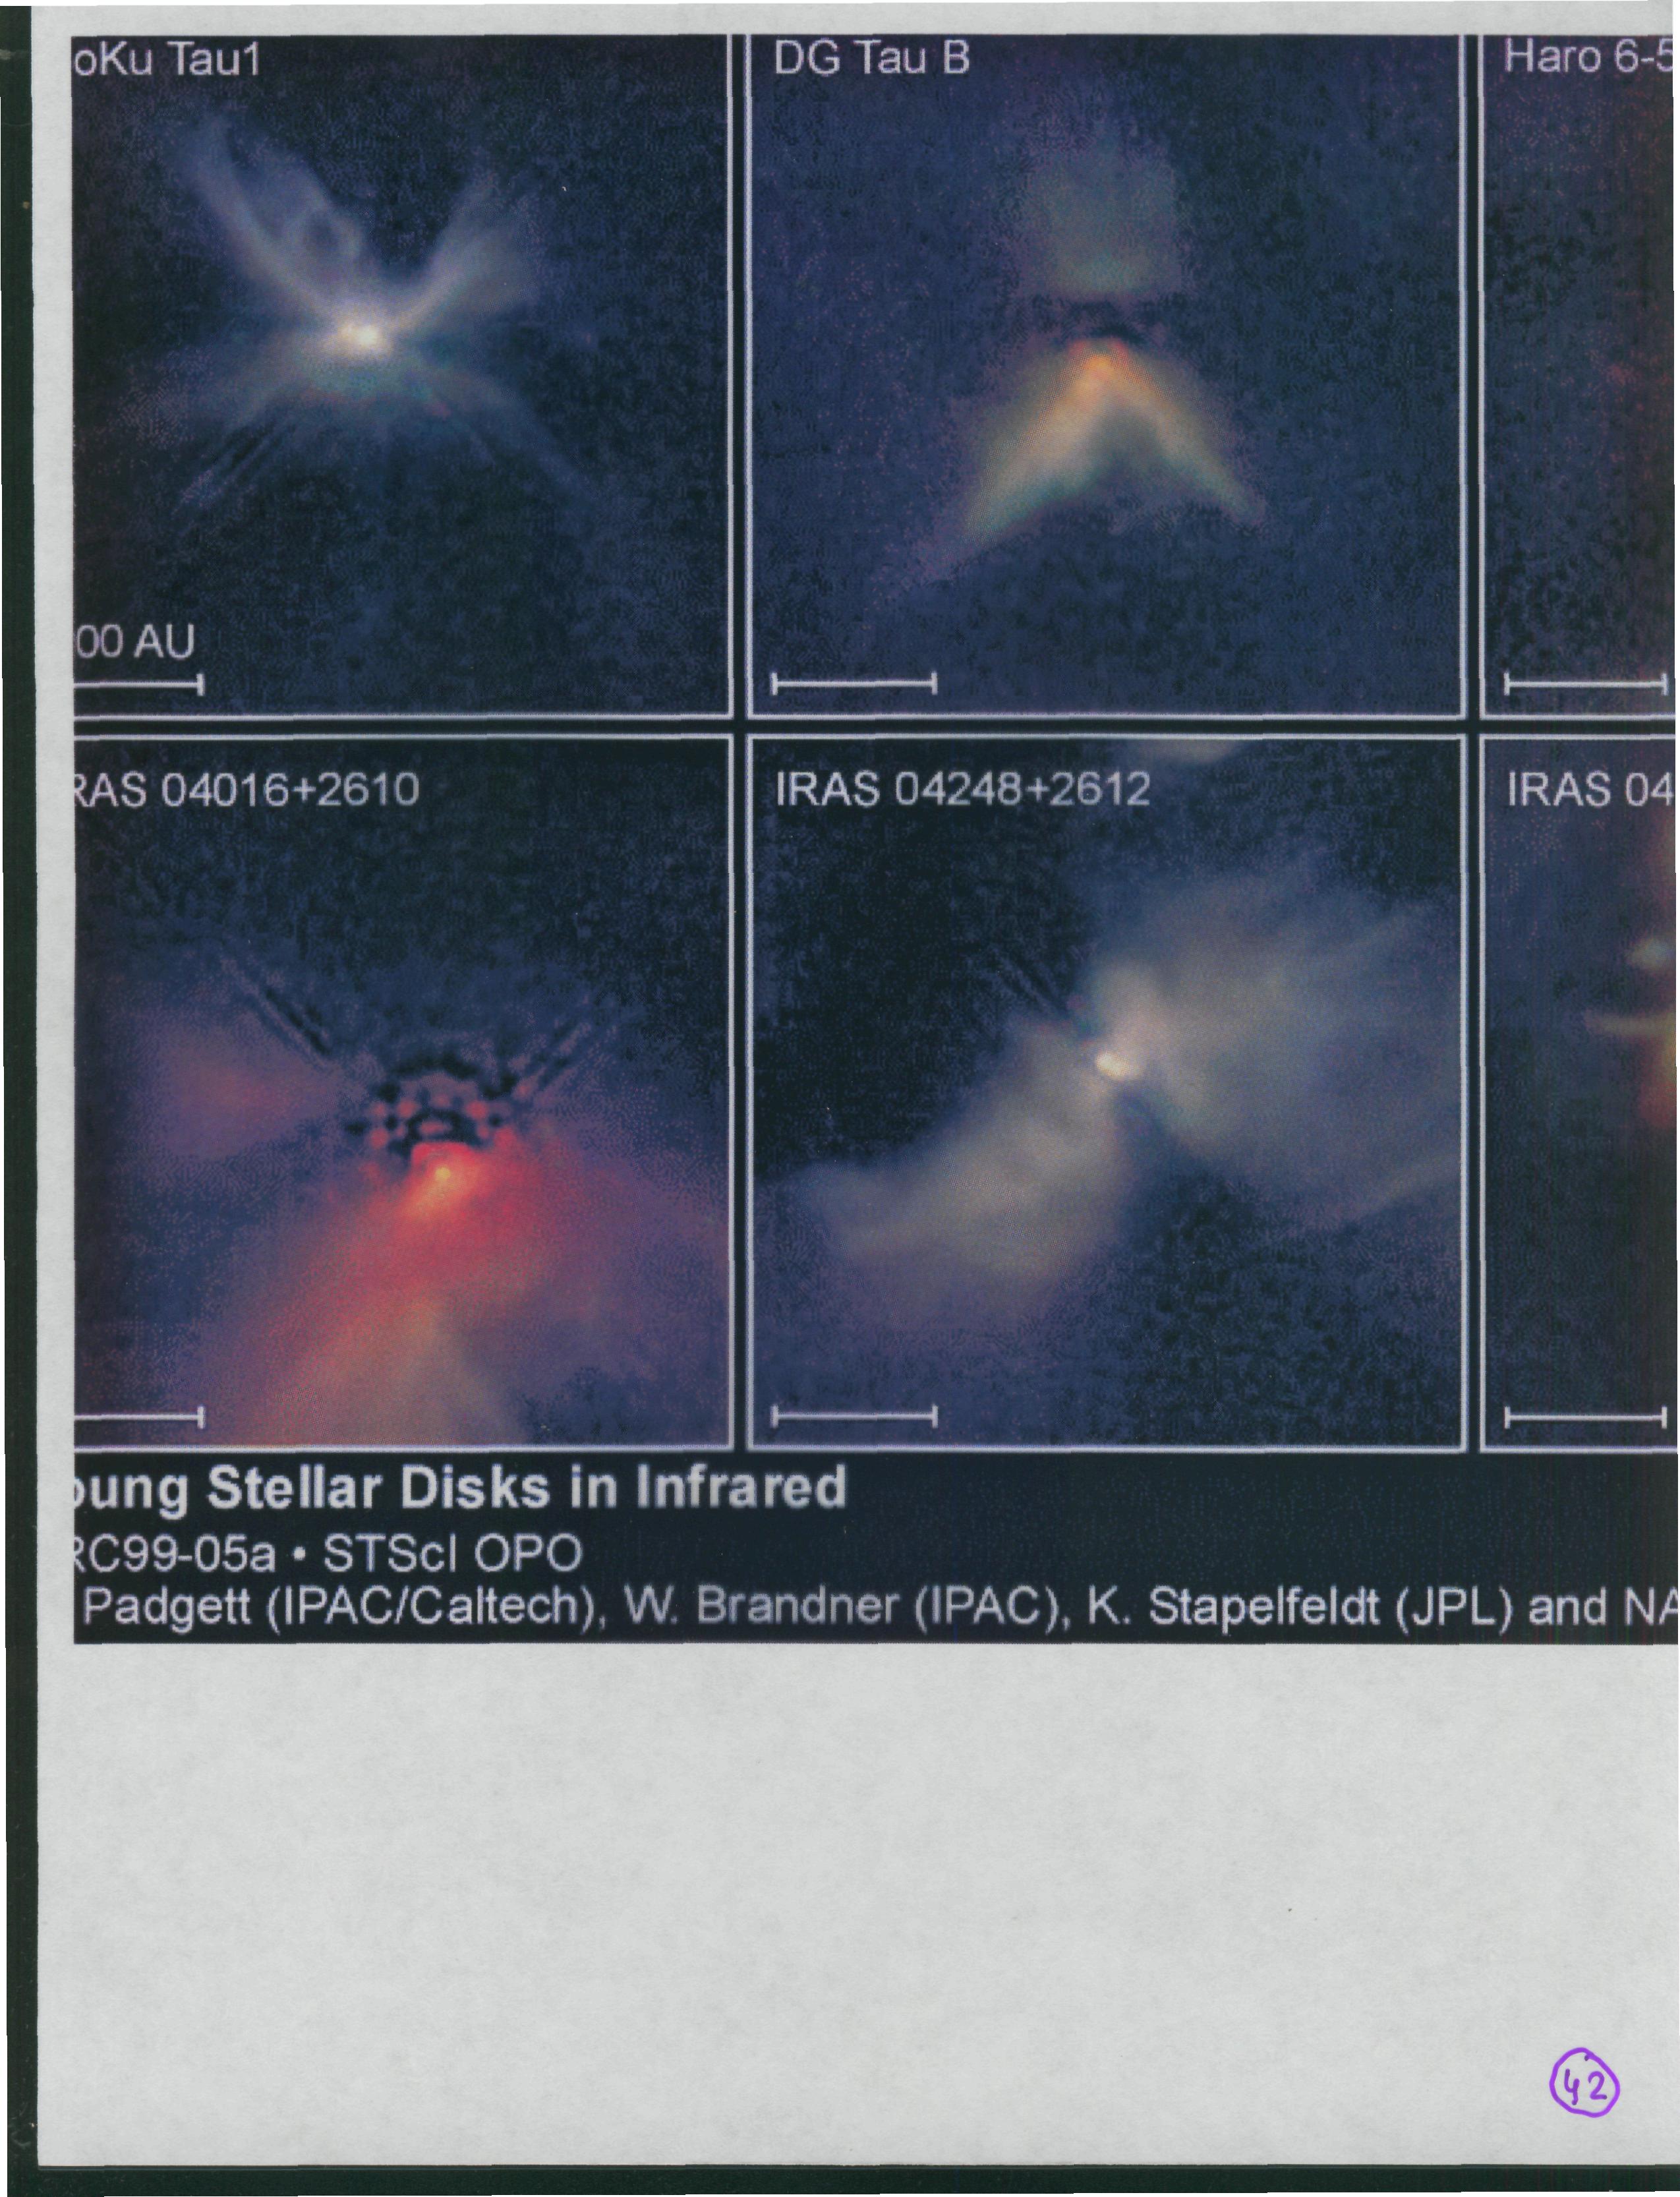 oKu Tau1
DG Tau B
Haro 6-5
00 AU
RAS 04016+2610
IRAS 04248+2612
IRAS 04
oung Stellar Disks in Infrared
RC99-05a • STScI OPO
Padgett (IPAC/Caltech), W. Brandner (IPAC), K. Stapelfeldt (JPL) and NA
42